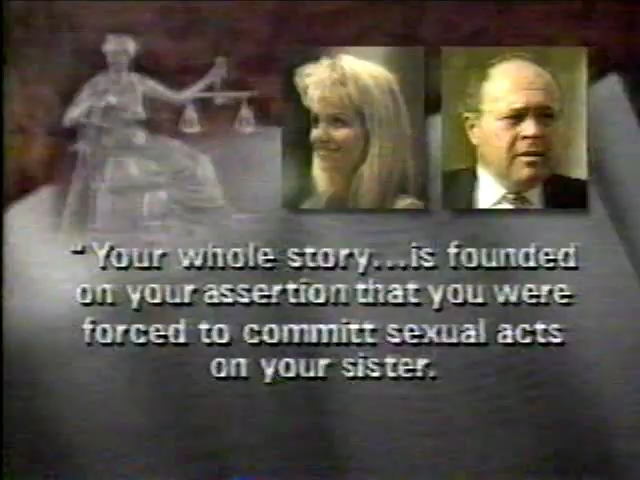 "Your whole story...is founded
on your assertion that you were
forced to committ sexual acts
on your sister.